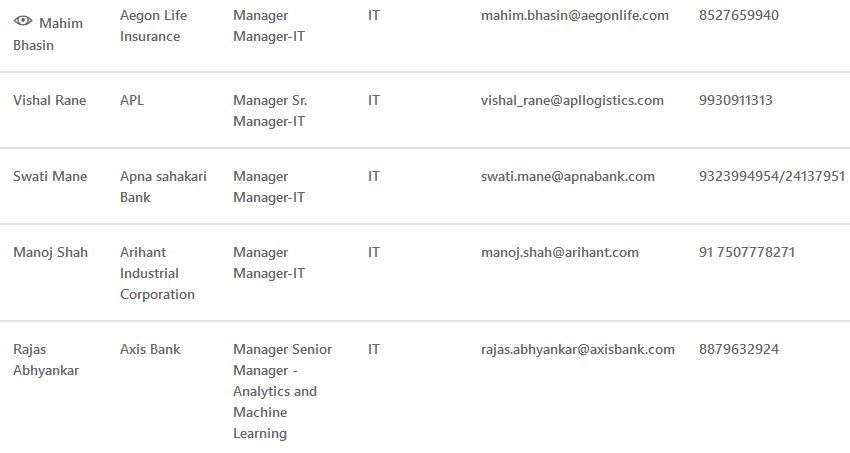 Mahim Bhasin Aegon Life Insurance Manager Manager-IT IT mahim.bhasin@aegonlife.com 8527659940
Vishal Rane APL Manager Sr. Manager-IT IT vishal_rane@apllogistics.com 9930911313
Swati Mane Apna sahakari Bank Manager Manager-IT IT swati.mane@apnabank.com 9323994954/24137951
Manoj Shah Arihant Industrial Corporation Manager Manager-IT IT manoj.shah@arihant.com 91 7507778271
Rajas Abhyankar Axis Bank Manager Senior Manager - Analytics and Machine Learning IT rajas.abhyankar@axisbank.com 8879632924